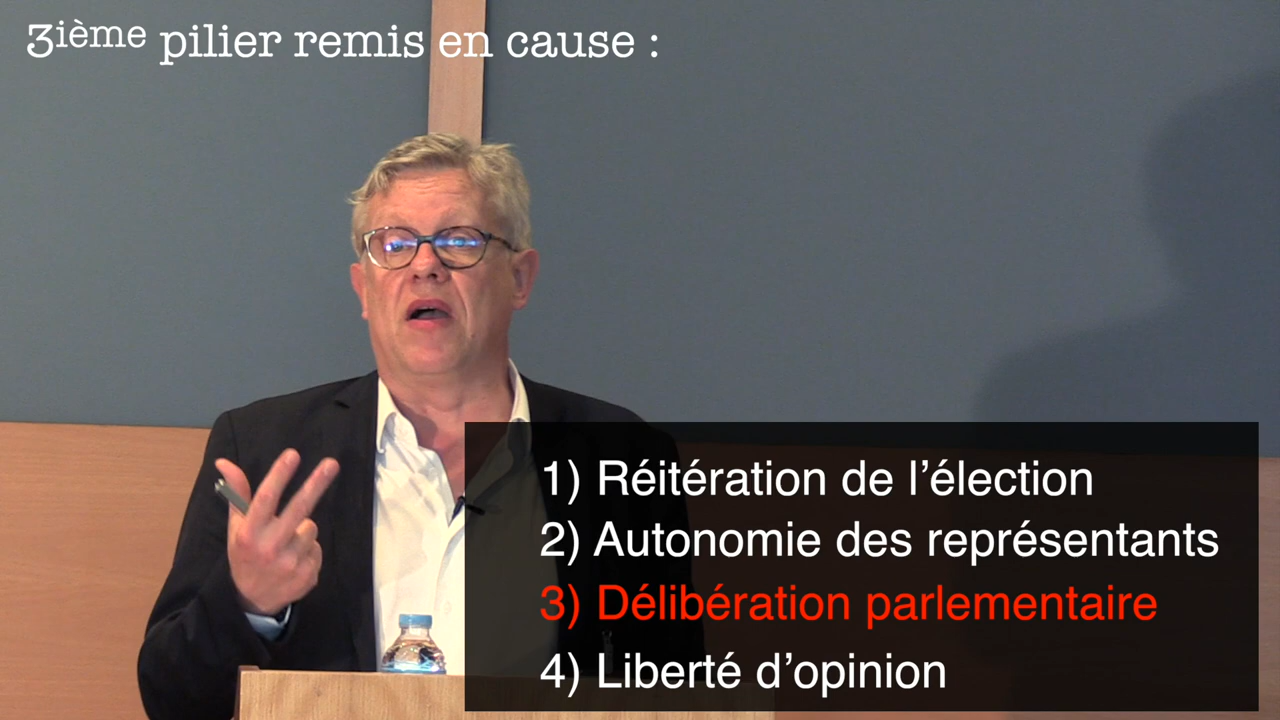 3ième pilier remis en cause :
1) Réitération de l’élection
2) Autonomie des représentants
3) Délibération parlementaire
4) Liberté d’opinion